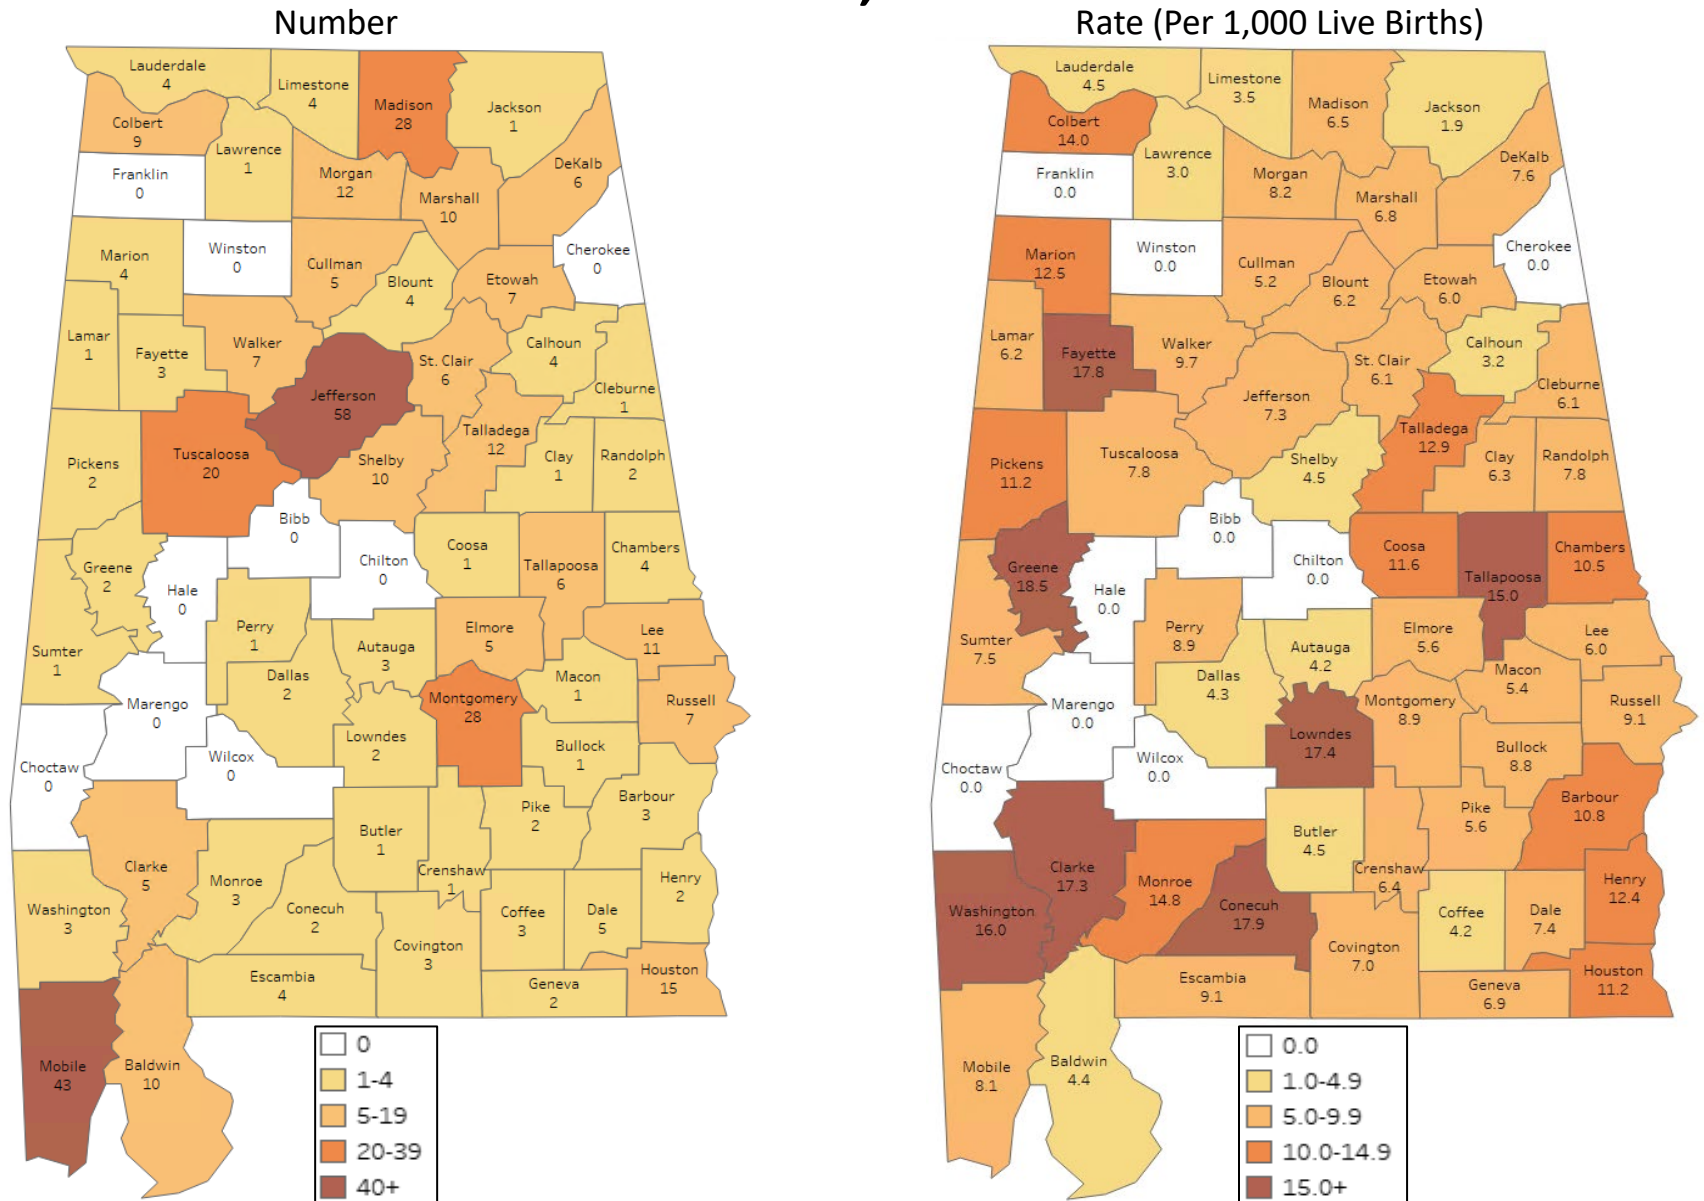 Number
Lauderdale
4
Limestone
4
Madison
28
Jackson
1
Colbert
9
Lawrence
1
Franklin
0
Morgan
12
Marshall
10
DeKalb
6
Marion
4
Winston
0
Cullman
5
Blount
4
Etowah
7
Cherokee
0
Lamar
1
Fayette
3
Walker
7
Jefferson
58
St. Clair
6
Calhoun
4
Cleburne
1
Pickens
2
Tuscaloosa
20
Shelby
10
Talladega
12
Clay
1
Randolph
2
Bibb
0
Chilton
0
Coosa
1
Tallapoosa
6
Chambers
4
Greene
2
Hale
0
Perry
1
Autauga
3
Elmore
5
Lee
11
Sumter
1
Marengo
0
Dallas
2
Montgomery
28
Macon
1
Russell
7
Choctaw
0
Wilcox
0
Lowndes
2
Bullock
1
Clarke
5
Butler
1
Crenshaw
1
Pike
2
Barbour
3
Washington
3
Monroe
3
Conecuh
2
Covington
3
Coffee
3
Dale
5
Henry
2
Escambia
4
Geneva
2
Houston
15
Mobile
43
Baldwin
10
0
1-4
5-19
20-39
40+
Rate (Per 1,000 Live Births)
Lauderdale
4.5
Limestone
3.5
Madison
6.5
Jackson
1.9
Colbert
14.0
Lawrence
3.0
Franklin
0.0
Morgan
8.2
Marshall
6.8
DeKalb
7.6
Marion
12.5
Winston
0.0
Cullman
5.2
Blount
6.2
Etowah
6.0
Cherokee
0.0
Lamar
6.2
Fayette
17.8
Walker
9.7
Jefferson
7.3
St. Clair
6.1
Calhoun
3.2
Cleburne
6.1
Pickens
11.2
Tuscaloosa
7.8
Shelby
4.5
Talladega
12.9
Clay
6.3
Randolph
7.8
Bibb
0.0
Chilton
0.0
Coosa
11.6
Tallapoosa
15.0
Chambers
10.5
Greene
18.5
Hale
0.0
Perry
8.9
Autauga
4.2
Elmore
5.6
Lee
6.0
Sumter
7.5
Marengo
0.0
Dallas
4.3
Montgomery
8.9
Macon
5.4
Russell
9.1
Choctaw
0.0
Wilcox
0.0
Lowndes
17.4
Bullock
8.8
Clarke
17.3
Butler
4.5
Crenshaw
6.4
Pike
5.6
Barbour
10.8
Washington
16.0
Monroe
14.8
Conecuh
17.9
Covington
7.0
Coffee
4.2
Dale
7.4
Henry
12.4
Escambia
9.1
Geneva
6.9
Houston
11.2
Mobile
8.1
Baldwin
4.4
0.0
1.0-4.9
5.0-9.9
10.0-14.9
15.0+